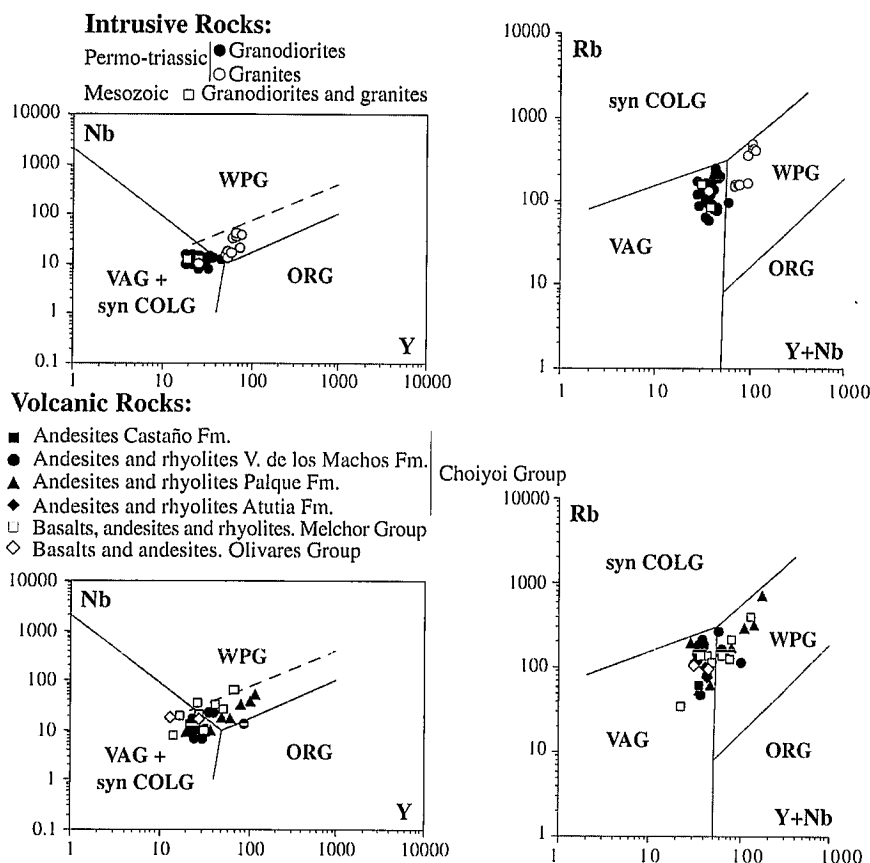 Intrusive Rocks:
Permo-triassic
● Granodiorites
○ Granites
Mesozoic □ Granodiorites and granites
10000
1000
100
10
1
0.1
Nb
WPG
VAG +
syn COLG
ORG
Y
1
10
100
1000
10000
10000
1000
100
10
1
Rb
syn COLG
WPG
VAG
ORG
Y+Nb
1
10
100
1000
Volcanic Rocks:
■ Andesites Castaño Fm.
● Andesites and rhyolites V. de los Machos Fm.
▲ Andesites and rhyolites Palque Fm.
◆ Andesites and rhyolites Atutia Fm.
Choiyoi Group
□ Basalts, andesites and rhyolites. Melchor Group
◇ Basalts and andesites. Olivares Group
10000
1000
100
10
1
0.1
Nb
WPG
VAG +
syn COLG
ORG
Y
1
10
100
1000
10000
10000
1000
100
10
1
Rb
syn COLG
WPG
VAG
ORG
Y+Nb
1
10
100
1000